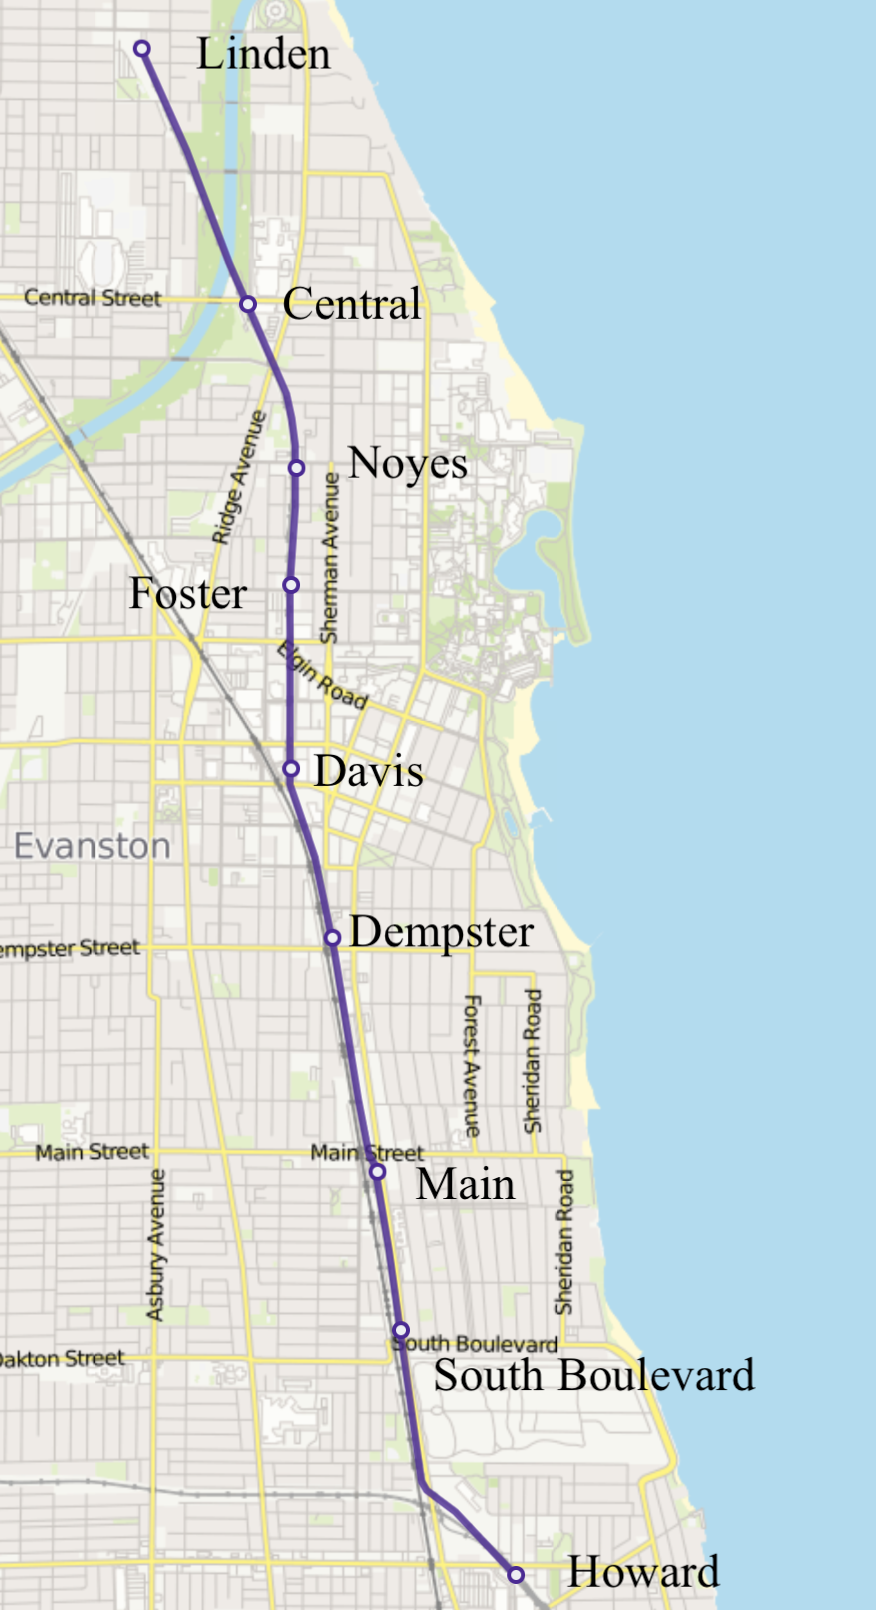 Linden
Central Street
Central
Ridge Avenue
Noyes
Sherman Avenue
Foster
Elgin Road
Davis
Evanston
Dempster
empster Street
Forest Avenue
Sheridan Road
Main Street
Main Street
Main
Asbury Avenue
Sheridan Road
South Boulevard
Oakton Street
South Boulevard
Howard